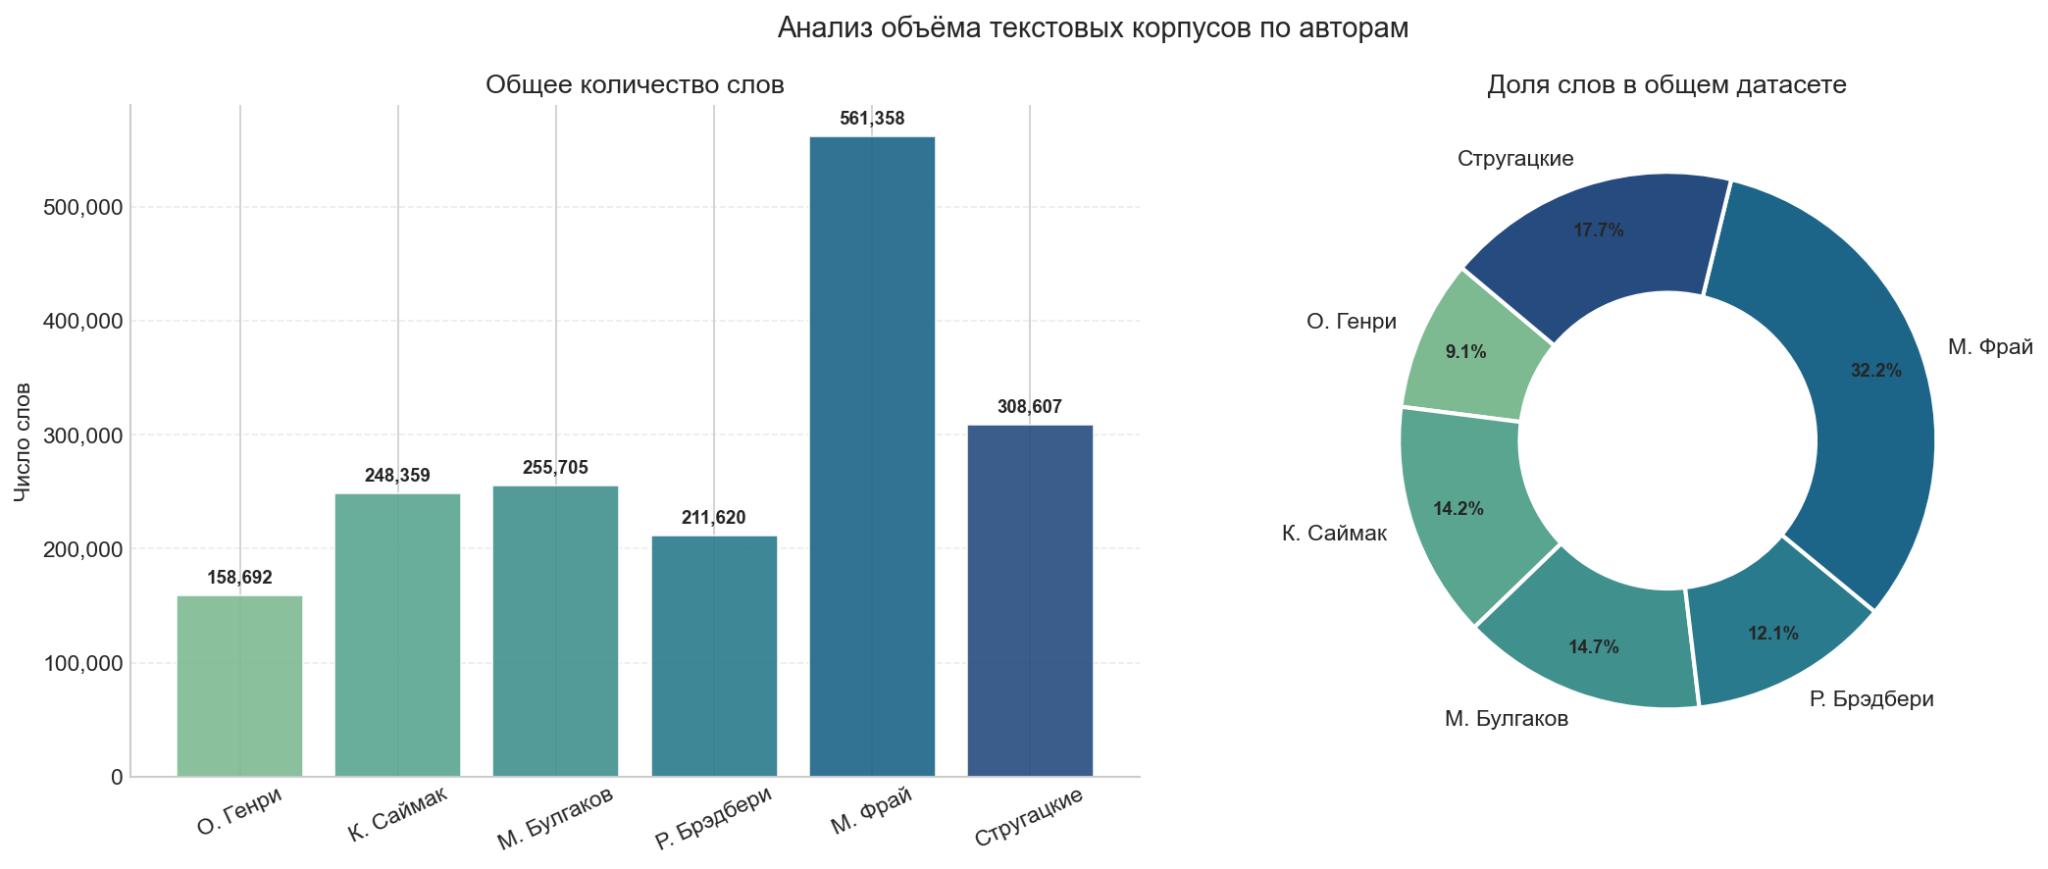 Анализ объёма текстовых корпусов по авторам
Общее количество слов
Число слов
500,000
400,000
300,000
200,000
100,000
0
158,692
248,359
255,705
211,620
561,358
308,607
О. Генри
К. Саймак
М. Булгаков
Р. Брэдбери
М. Фрай
Стругацкие
Доля слов в общем датасете
Стругацкие
17.7%
О. Генри
9.1%
К. Саймак
14.2%
М. Булгаков
14.7%
Р. Брэдбери
12.1%
М. Фрай
32.2%